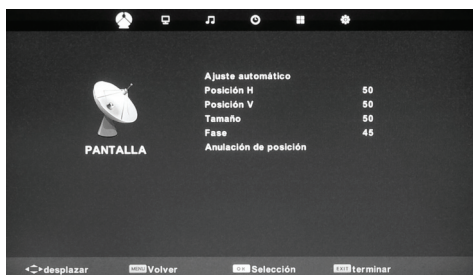 Ajuste automático
Posición H 50
Posición V 50
Tamaño 50
Fase 45
Anulación de posición
PANTALLA
desplazar MENU Volver OK Selección EXIT terminar